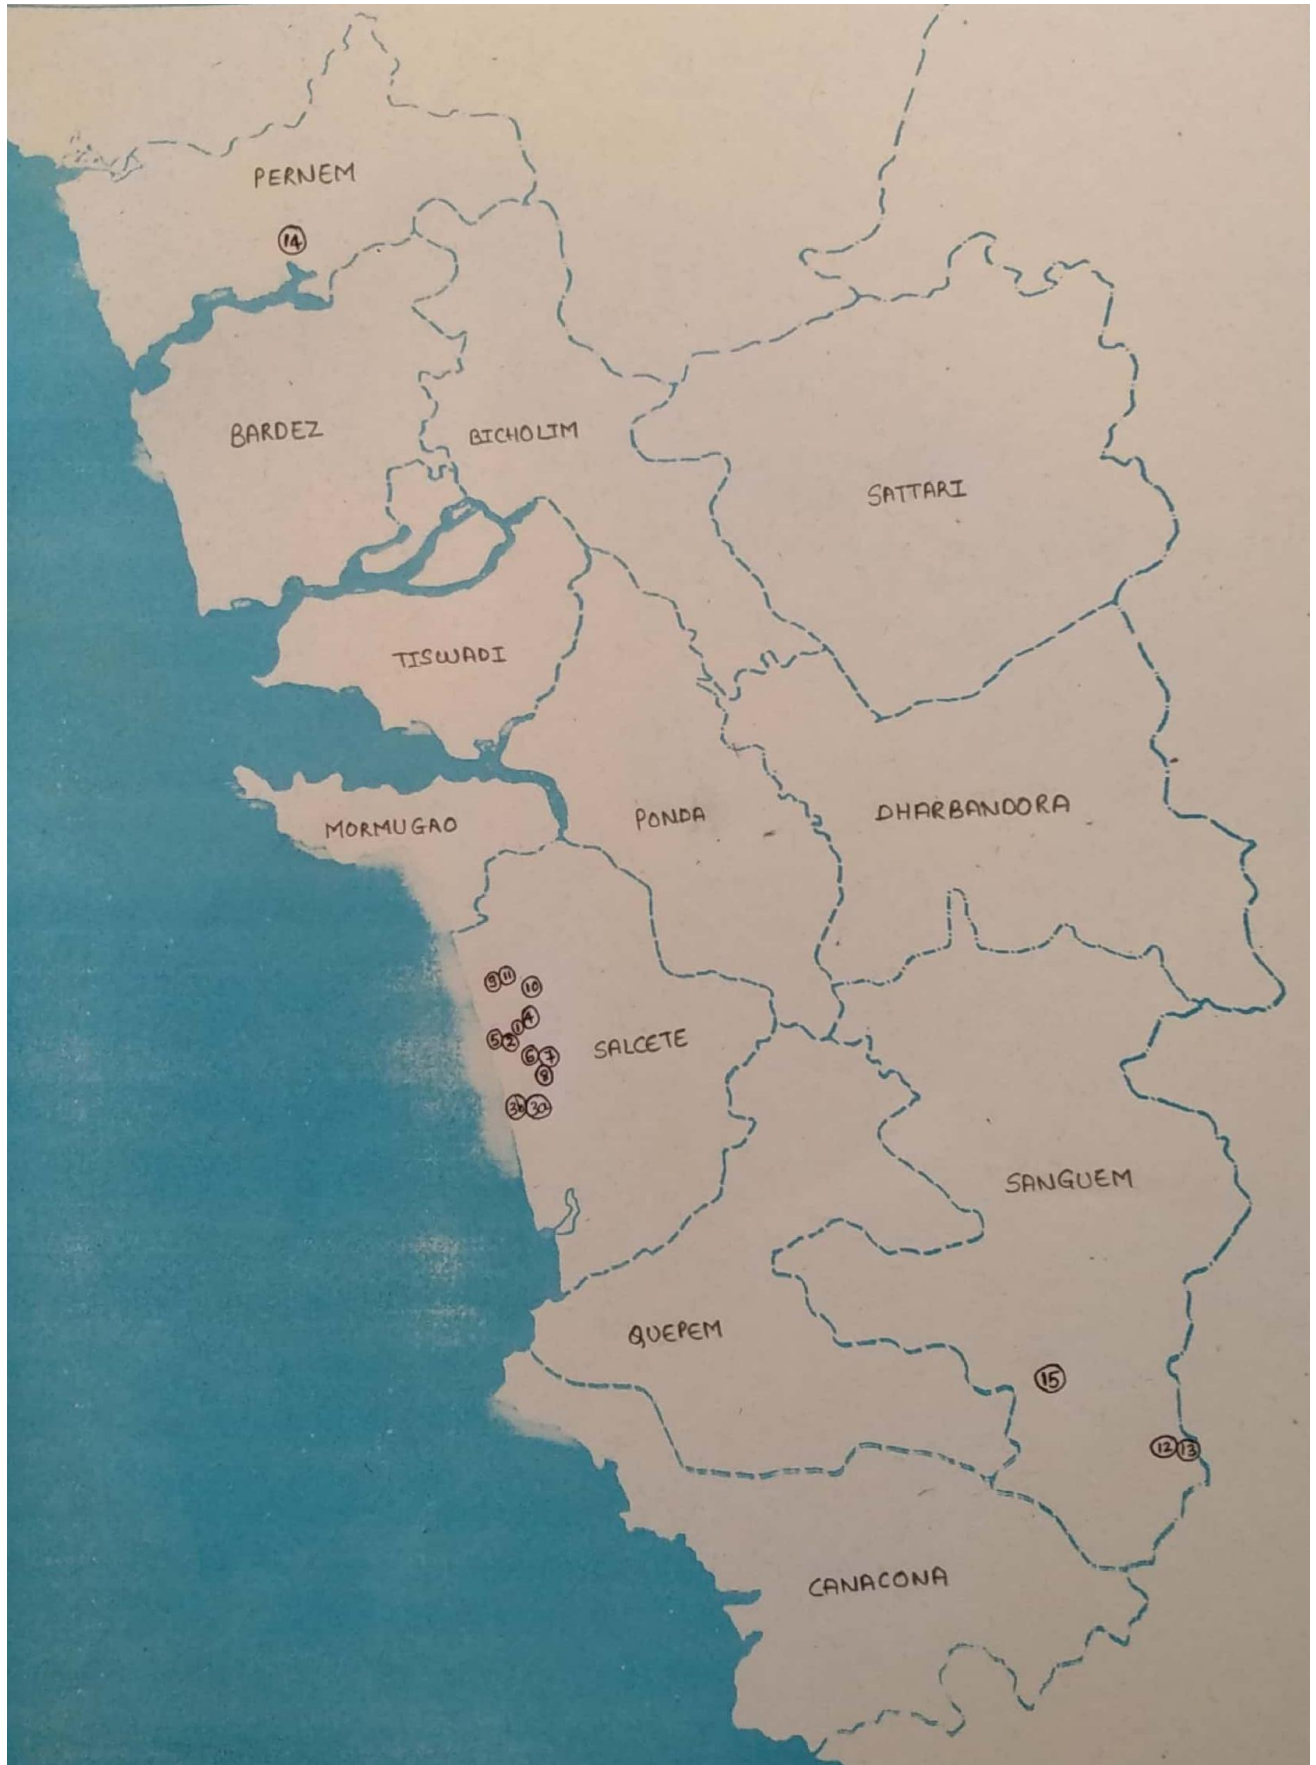 PERNEM
14
BARDEZ
BICHOLIM
SATTARI
TISWADI
MORMUGAO
PONDA
DHARBANDORA
9 11
10
4
1
5 2
SALCETE
6 7
8
3b 3a
SANGUEM
QUEPEM
15
12 13
CANACONA